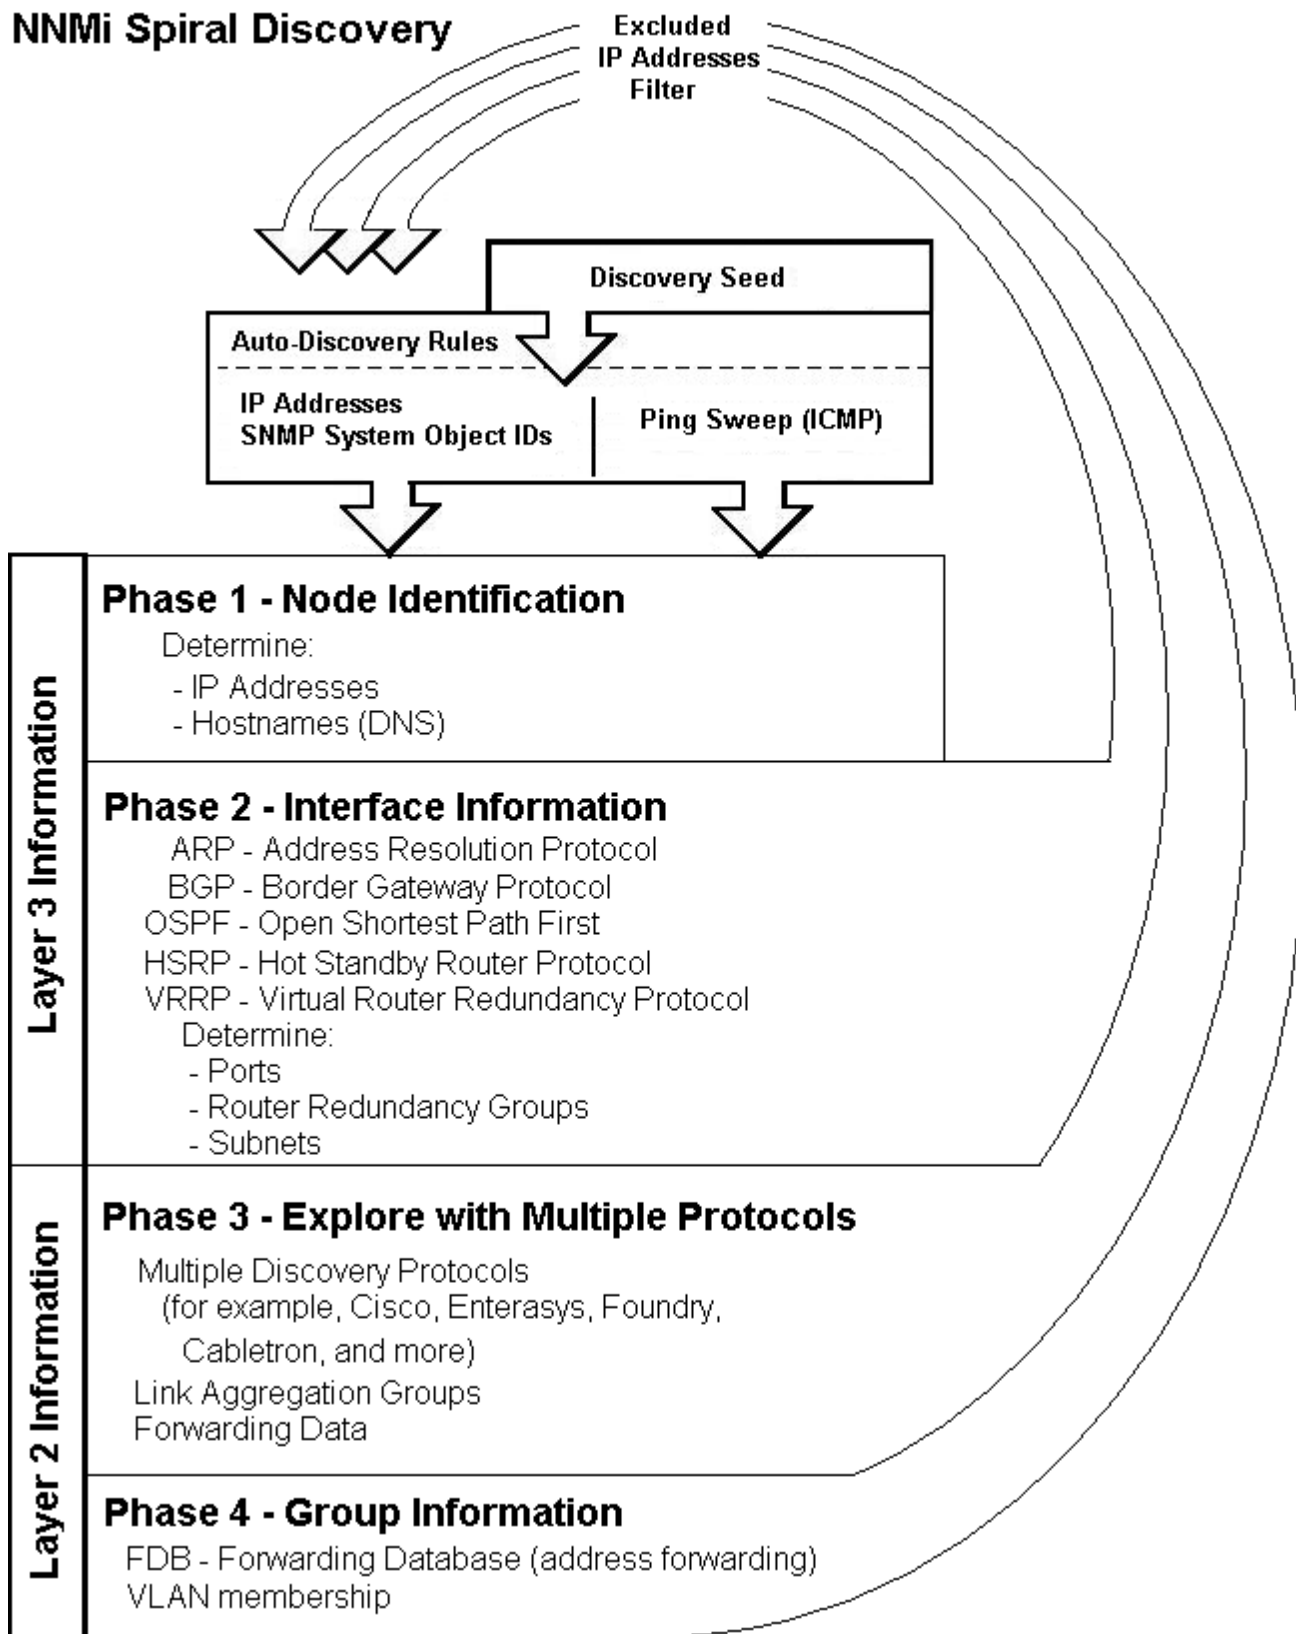 NNMi Spiral Discovery
Excluded
IP Addresses
Filter
Discovery Seed
Auto-Discovery Rules
IP Addresses
SNMP System Object IDs
Ping Sweep (ICMP)
Layer 3 Information
Phase 1 - Node Identification
Determine:
- IP Addresses
- Hostnames (DNS)
Phase 2 - Interface Information
ARP - Address Resolution Protocol
BGP - Border Gateway Protocol
OSPF - Open Shortest Path First
HSRP - Hot Standby Router Protocol
VRRP - Virtual Router Redundancy Protocol
Determine:
- Ports
- Router Redundancy Groups
- Subnets
Layer 2 Information
Phase 3 - Explore with Multiple Protocols
Multiple Discovery Protocols
(for example, Cisco, Enterasys, Foundry,
Cabletron, and more)
Link Aggregation Groups
Forwarding Data
Phase 4 - Group Information
FDB - Forwarding Database (address forwarding)
VLAN membership